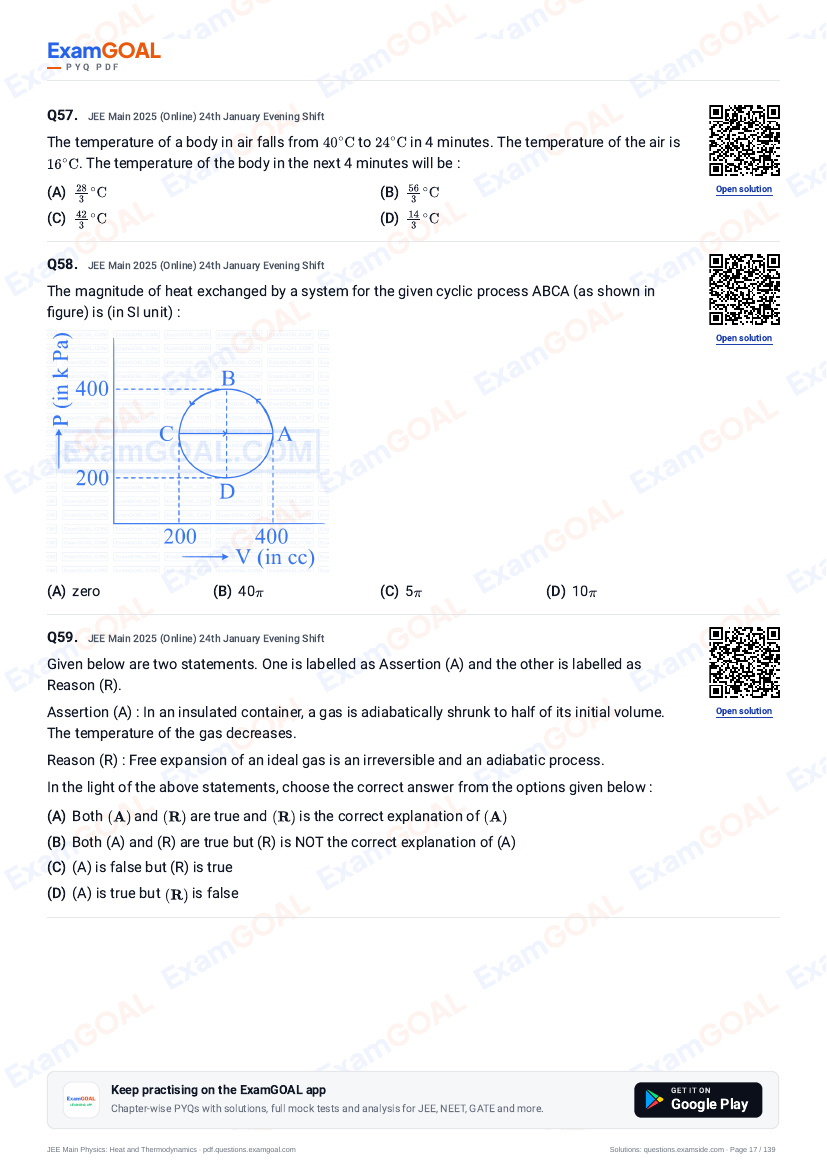 ExamGOAL
PYQ PDF
Q57. JEE Main 2025 (Online) 24th January Evening Shift
The temperature of a body in air falls from 40°C to 24°C in 4 minutes. The temperature of the air is
16°C. The temperature of the body in the next 4 minutes will be :
(A) 28/3 °C
(B) 56/3 °C
(C) 42/3 °C
(D) 14/3 °C
Open solution
Q58. JEE Main 2025 (Online) 24th January Evening Shift
The magnitude of heat exchanged by a system for the given cyclic process ABCA (as shown in
figure) is (in SI unit) :
Open solution
P (in k Pa)
400
200
B
C
A
D
200
400
V (in cc)
ExamGOAL.COM
(A) zero
(B) 40π
(C) 5π
(D) 10π
Q59. JEE Main 2025 (Online) 24th January Evening Shift
Given below are two statements. One is labelled as Assertion (A) and the other is labelled as
Reason (R).
Assertion (A) : In an insulated container, a gas is adiabatically shrunk to half of its initial volume.
The temperature of the gas decreases.
Reason (R) : Free expansion of an ideal gas is an irreversible and an adiabatic process.
In the light of the above statements, choose the correct answer from the options given below :
(A) Both (A) and (R) are true and (R) is the correct explanation of (A)
(B) Both (A) and (R) are true but (R) is NOT the correct explanation of (A)
(C) (A) is false but (R) is true
(D) (A) is true but (R) is false
Open solution
ExamGOAL
Keep practising on the ExamGOAL app
Chapter-wise PYQs with solutions, full mock tests and analysis for JEE, NEET, GATE and more.
GET IT ON
Google Play
JEE Main Physics: Heat and Thermodynamics · pdf.questions.examgoal.com
Solutions: questions.examside.com · Page 17 / 139